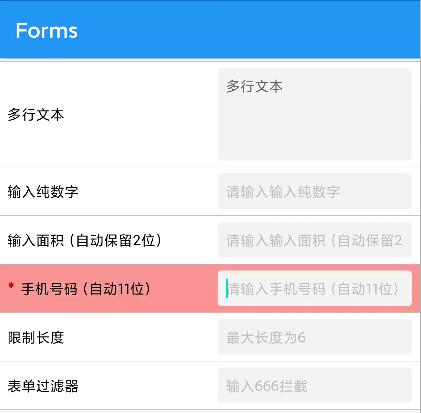 Forms
多行文本
多行文本
输入纯数字
请输入输入纯数字
输入面积（自动保留2位）
请输入输入面积（自动保留2
* 手机号码（自动11位）
请输入手机号码（自动11位）
限制长度
最大长度为6
表单过滤器
输入666拦截